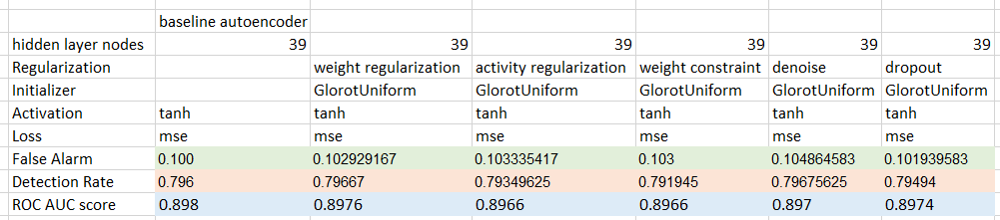 baseline autoencoder
hidden layer nodes 39 39 39 39 39 39
Regularization weight regularization activity regularization weight constraint denoise dropout
Initializer GlorotUniform GlorotUniform GlorotUniform GlorotUniform GlorotUniform
Activation tanh tanh tanh tanh tanh tanh
Loss mse mse mse mse mse mse
False Alarm 0.100 0.102929167 0.103335417 0.103 0.104864583 0.101939583
Detection Rate 0.796 0.79667 0.79349625 0.791945 0.79675625 0.79494
ROC AUC score 0.898 0.8976 0.8966 0.8966 0.897 0.8974